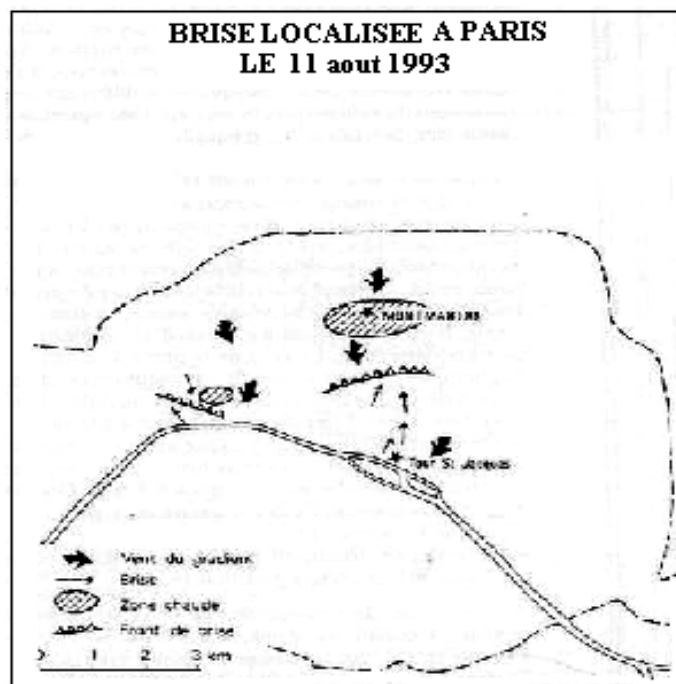 BRISE LOCALISEE A PARIS
LE 11 aout 1993
MONTMARTRE
Tour St Jacques
Vent du gradient
Brise
Zone chaude
Front de brise
0 1 2 3 km